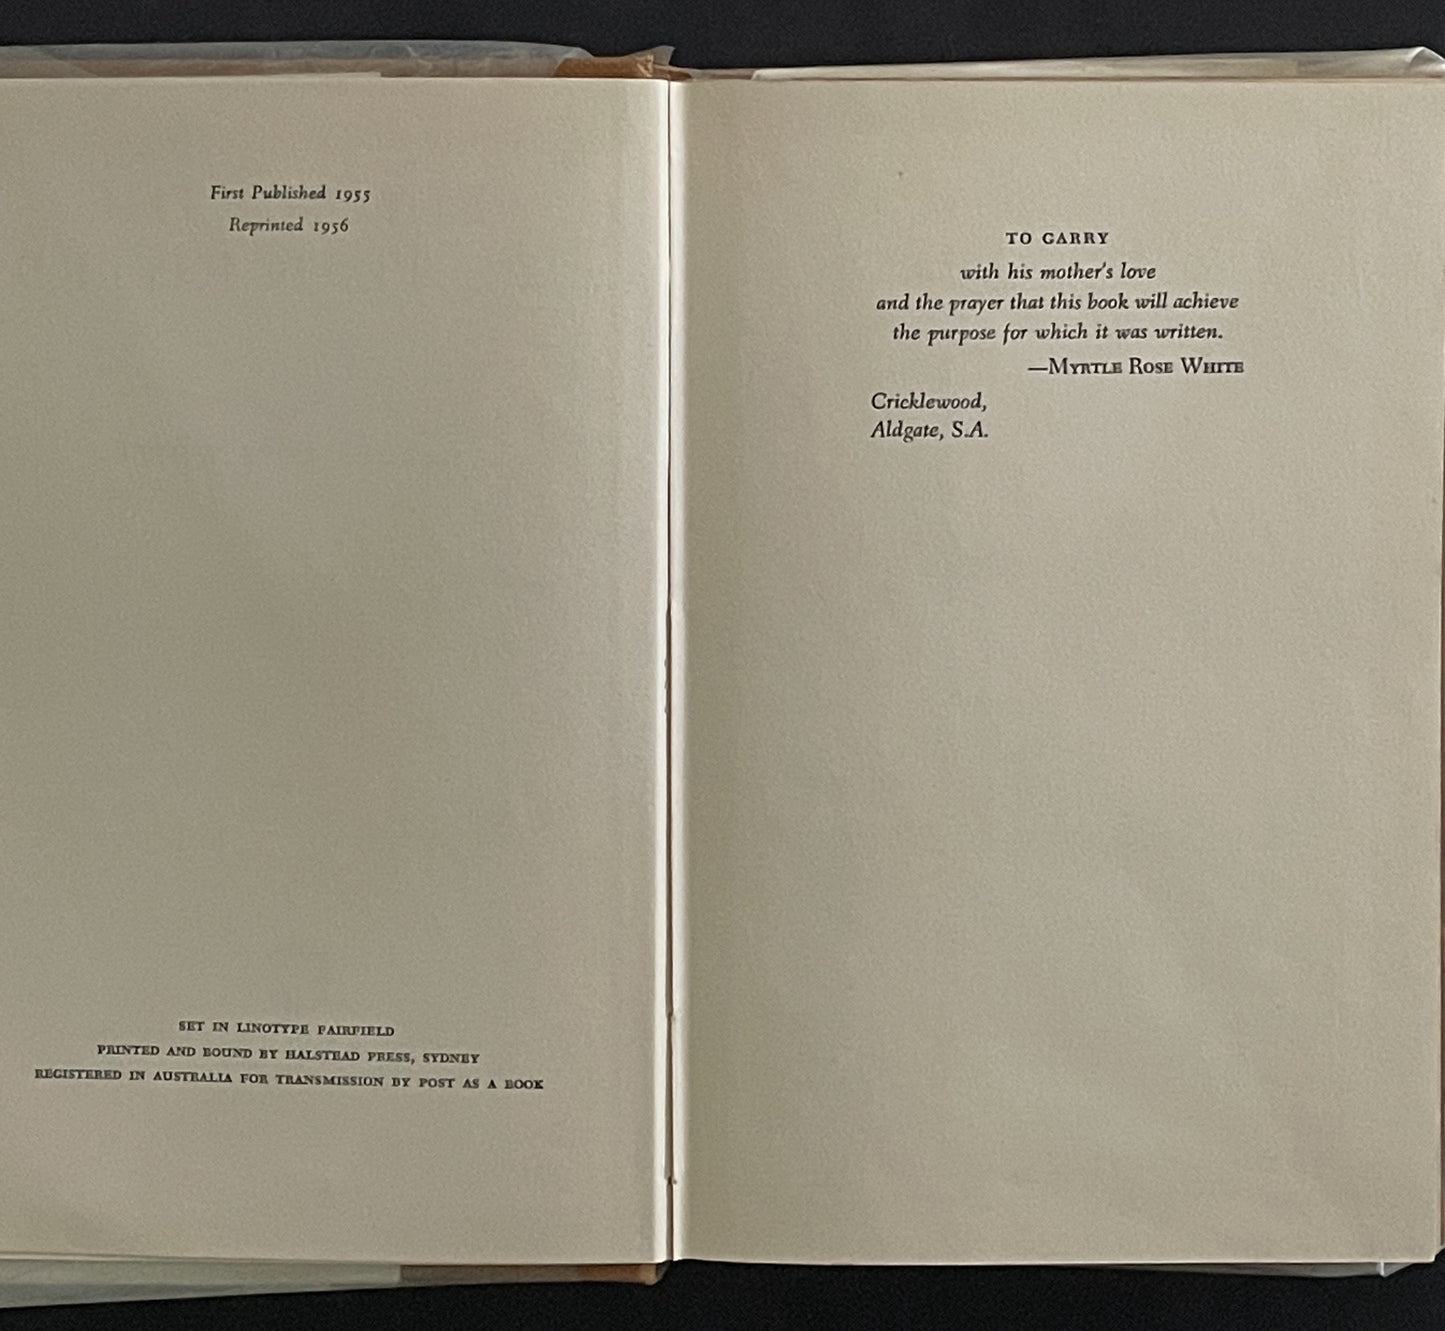 First Published 1955
Reprinted 1956
SET IN LINOTYPE FAIRFIELD
PRINTED AND BOUND BY HALSTEAD PRESS, SYDNEY
REGISTERED IN AUSTRALIA FOR TRANSMISSION BY POST AS A BOOK
TO GARRY
with his mother's love
and the prayer that this book will achieve
the purpose for which it was written.
—MYRTLE ROSE WHITE
Cricklewood,
Aldgate, S.A.